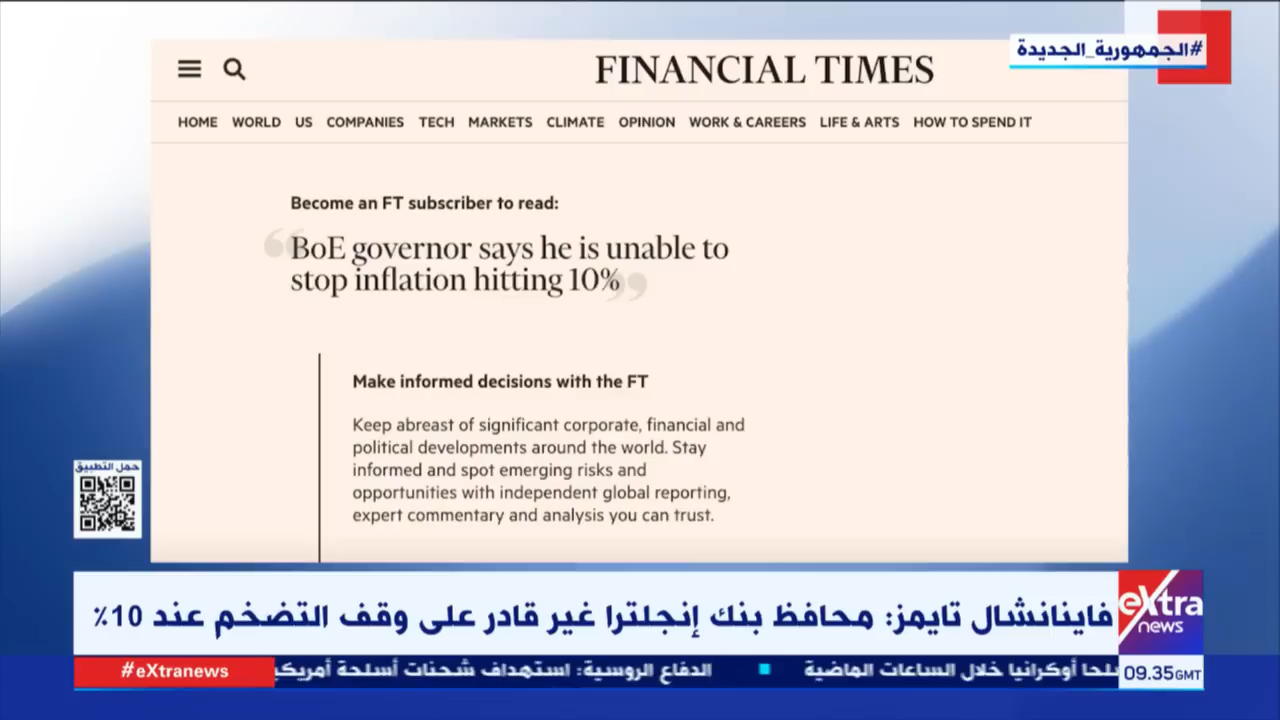 #الجمهورية_الجديدة
FINANCIAL TIMES
HOME WORLD US COMPANIES TECH MARKETS CLIMATE OPINION WORK & CAREERS LIFE & ARTS HOW TO SPEND IT
Become an FT subscriber to read:
“BoE governor says he is unable to
stop inflation hitting 10%”
Make informed decisions with the FT
Keep abreast of significant corporate, financial and
political developments around the world. Stay
informed and spot emerging risks and
opportunities with independent global reporting,
expert commentary and analysis you can trust.
حمل التطبيق
فاينانشال تايمز: محافظ بنك إنجلترا غير قادر على وقف التضخم عند 10٪
eXtra
news
أوكرانيا خلال الساعات الماضية
الدفاع الروسية: استهداف شحنات أسلحة
#eXtranews
09.35GMT